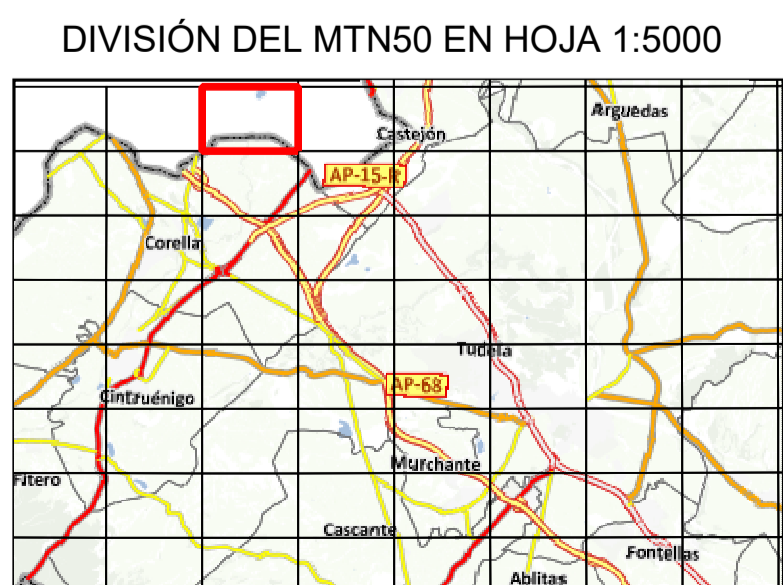 DIVISIÓN DEL MTN50 EN HOJA 1:5000
Arguedas
Castejón
AP-15-R
Corella
Tudela
AP-68
Cintruénigo
Murchante
Fitero
Cascante
Fontellas
Ablitas